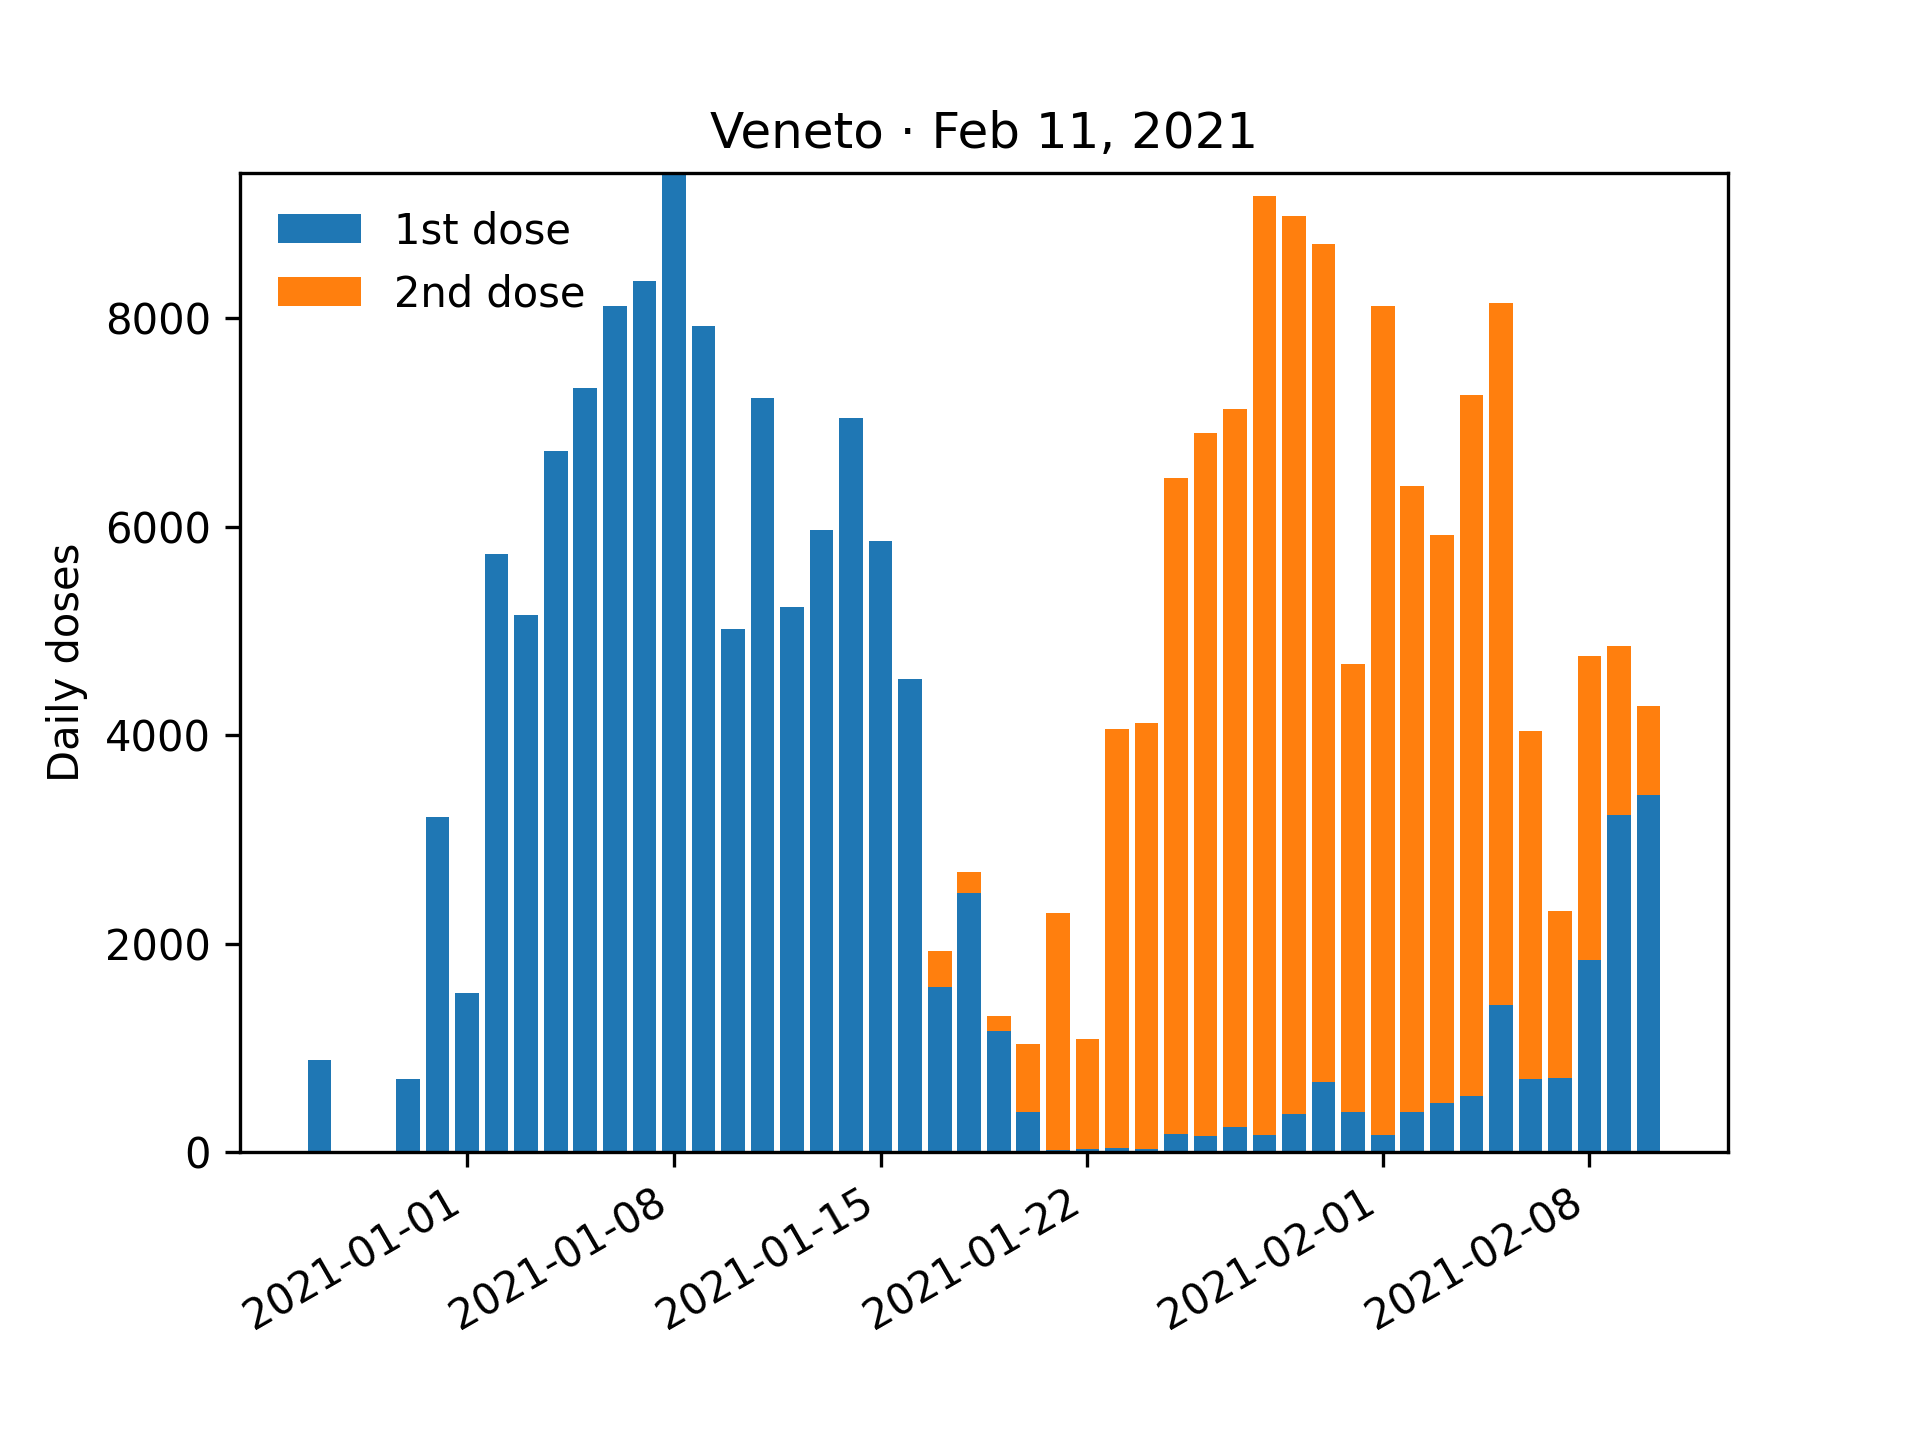 Veneto · Feb 11, 2021
1st dose
2nd dose
Daily doses
8000
6000
4000
2000
0
2021-01-01
2021-01-08
2021-01-15
2021-01-22
2021-02-01
2021-02-08